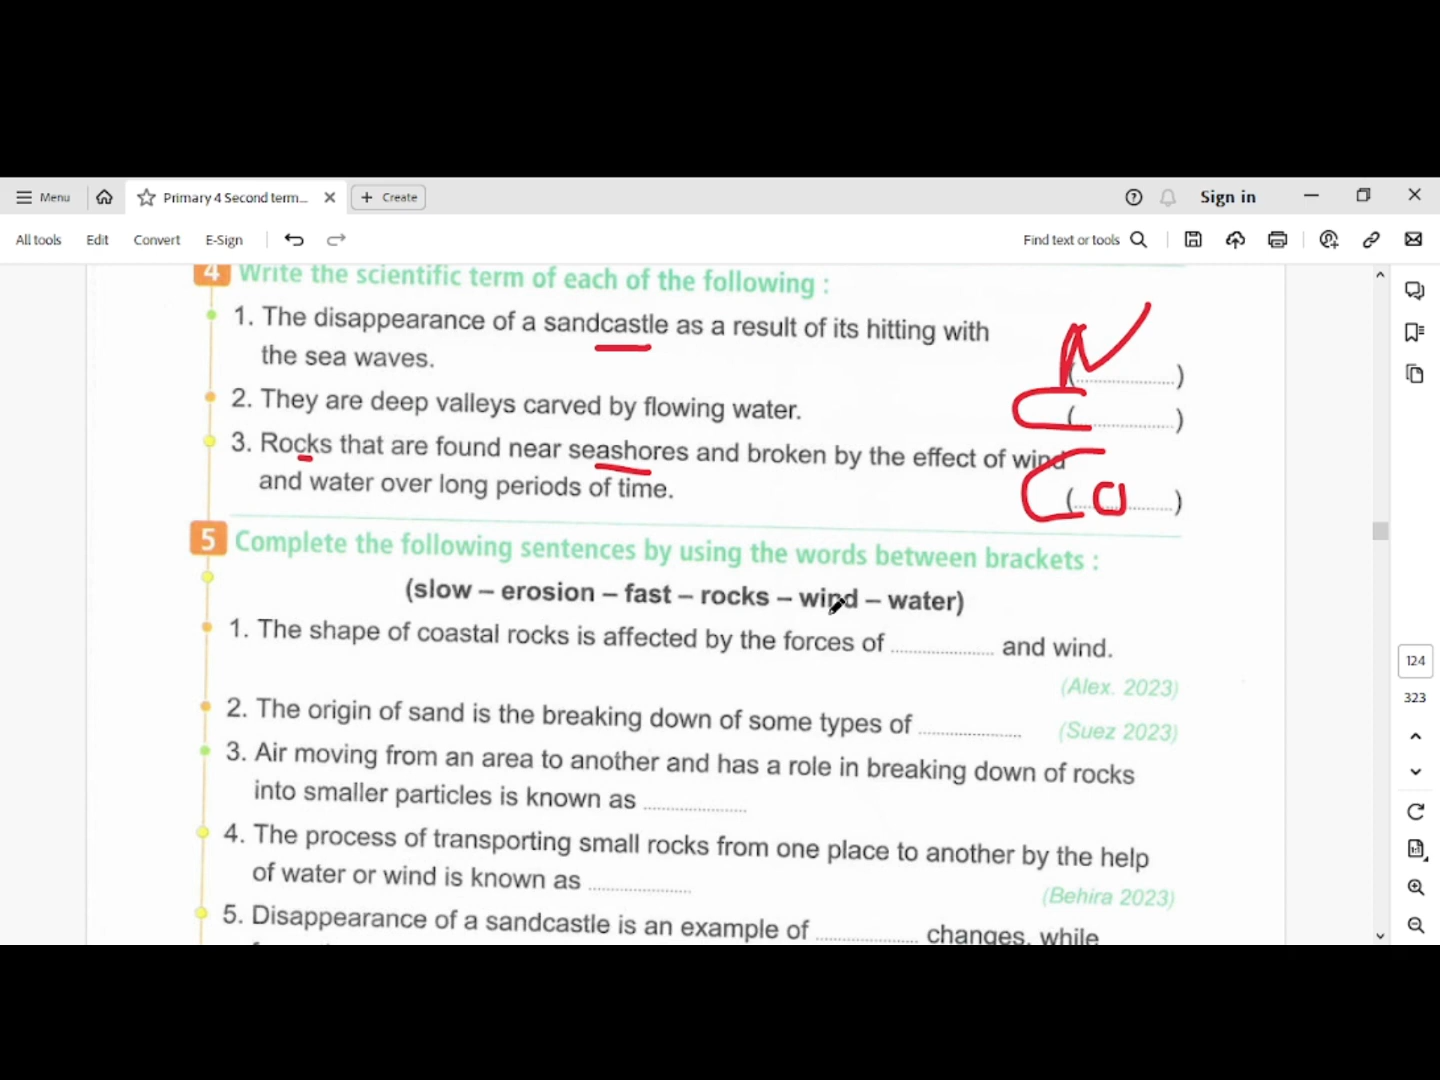 Menu
Primary 4 Second term...
Create
Sign in
All tools
Edit
Convert
E-Sign
Find text or tools
4 Write the scientific term of each of the following :
1. The disappearance of a sandcastle as a result of its hitting with
the sea waves. (....................)
2. They are deep valleys carved by flowing water. (....................)
3. Rocks that are found near seashores and broken by the effect of wind
and water over long periods of time. (....................)
5 Complete the following sentences by using the words between brackets :
(slow – erosion – fast – rocks – wind – water)
1. The shape of coastal rocks is affected by the forces of .................... and wind.
(Alex. 2023)
2. The origin of sand is the breaking down of some types of .................... (Suez 2023)
3. Air moving from an area to another and has a role in breaking down of rocks
into smaller particles is known as ....................
4. The process of transporting small rocks from one place to another by the help
of water or wind is known as ....................
(Behira 2023)
5. Disappearance of a sandcastle is an example of .................... changes, while
124
323